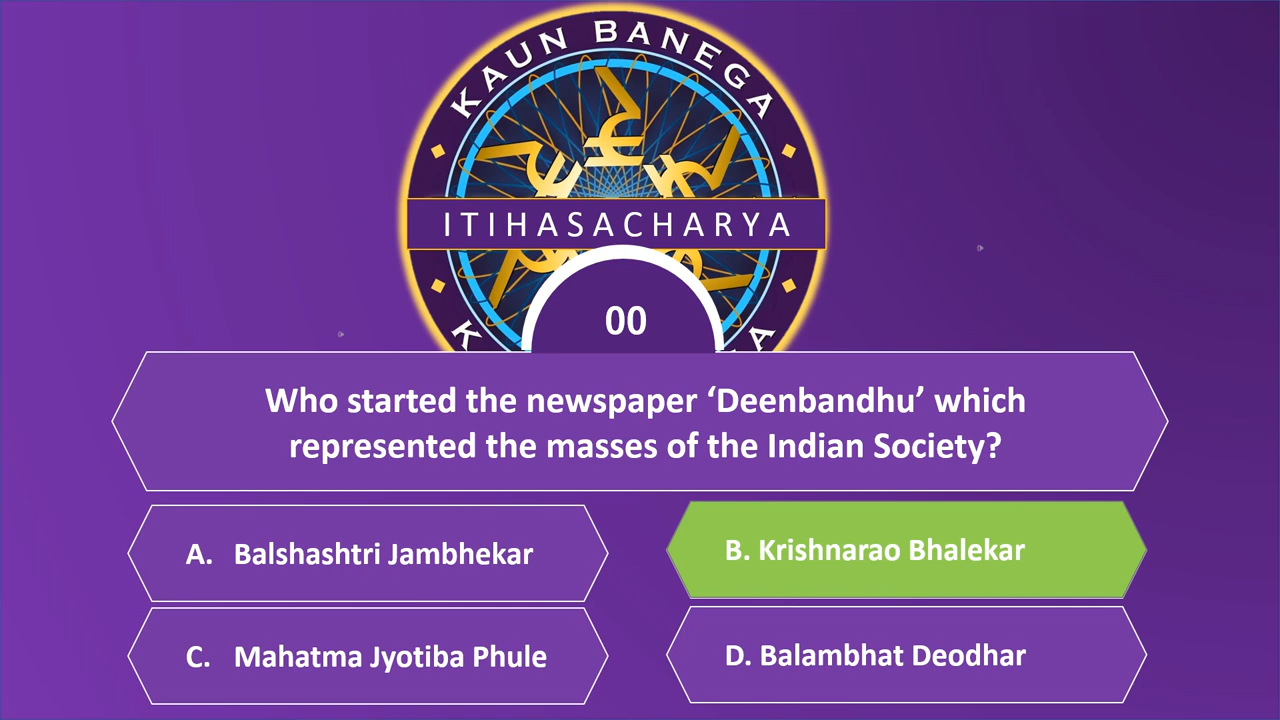 KAUN BANEGA
ITIHASACHARYA
K
A
00
Who started the newspaper ‘Deenbandhu’ which
represented the masses of the Indian Society?
A. Balshashtri Jambhekar
B. Krishnarao Bhalekar
C. Mahatma Jyotiba Phule
D. Balambhat Deodhar